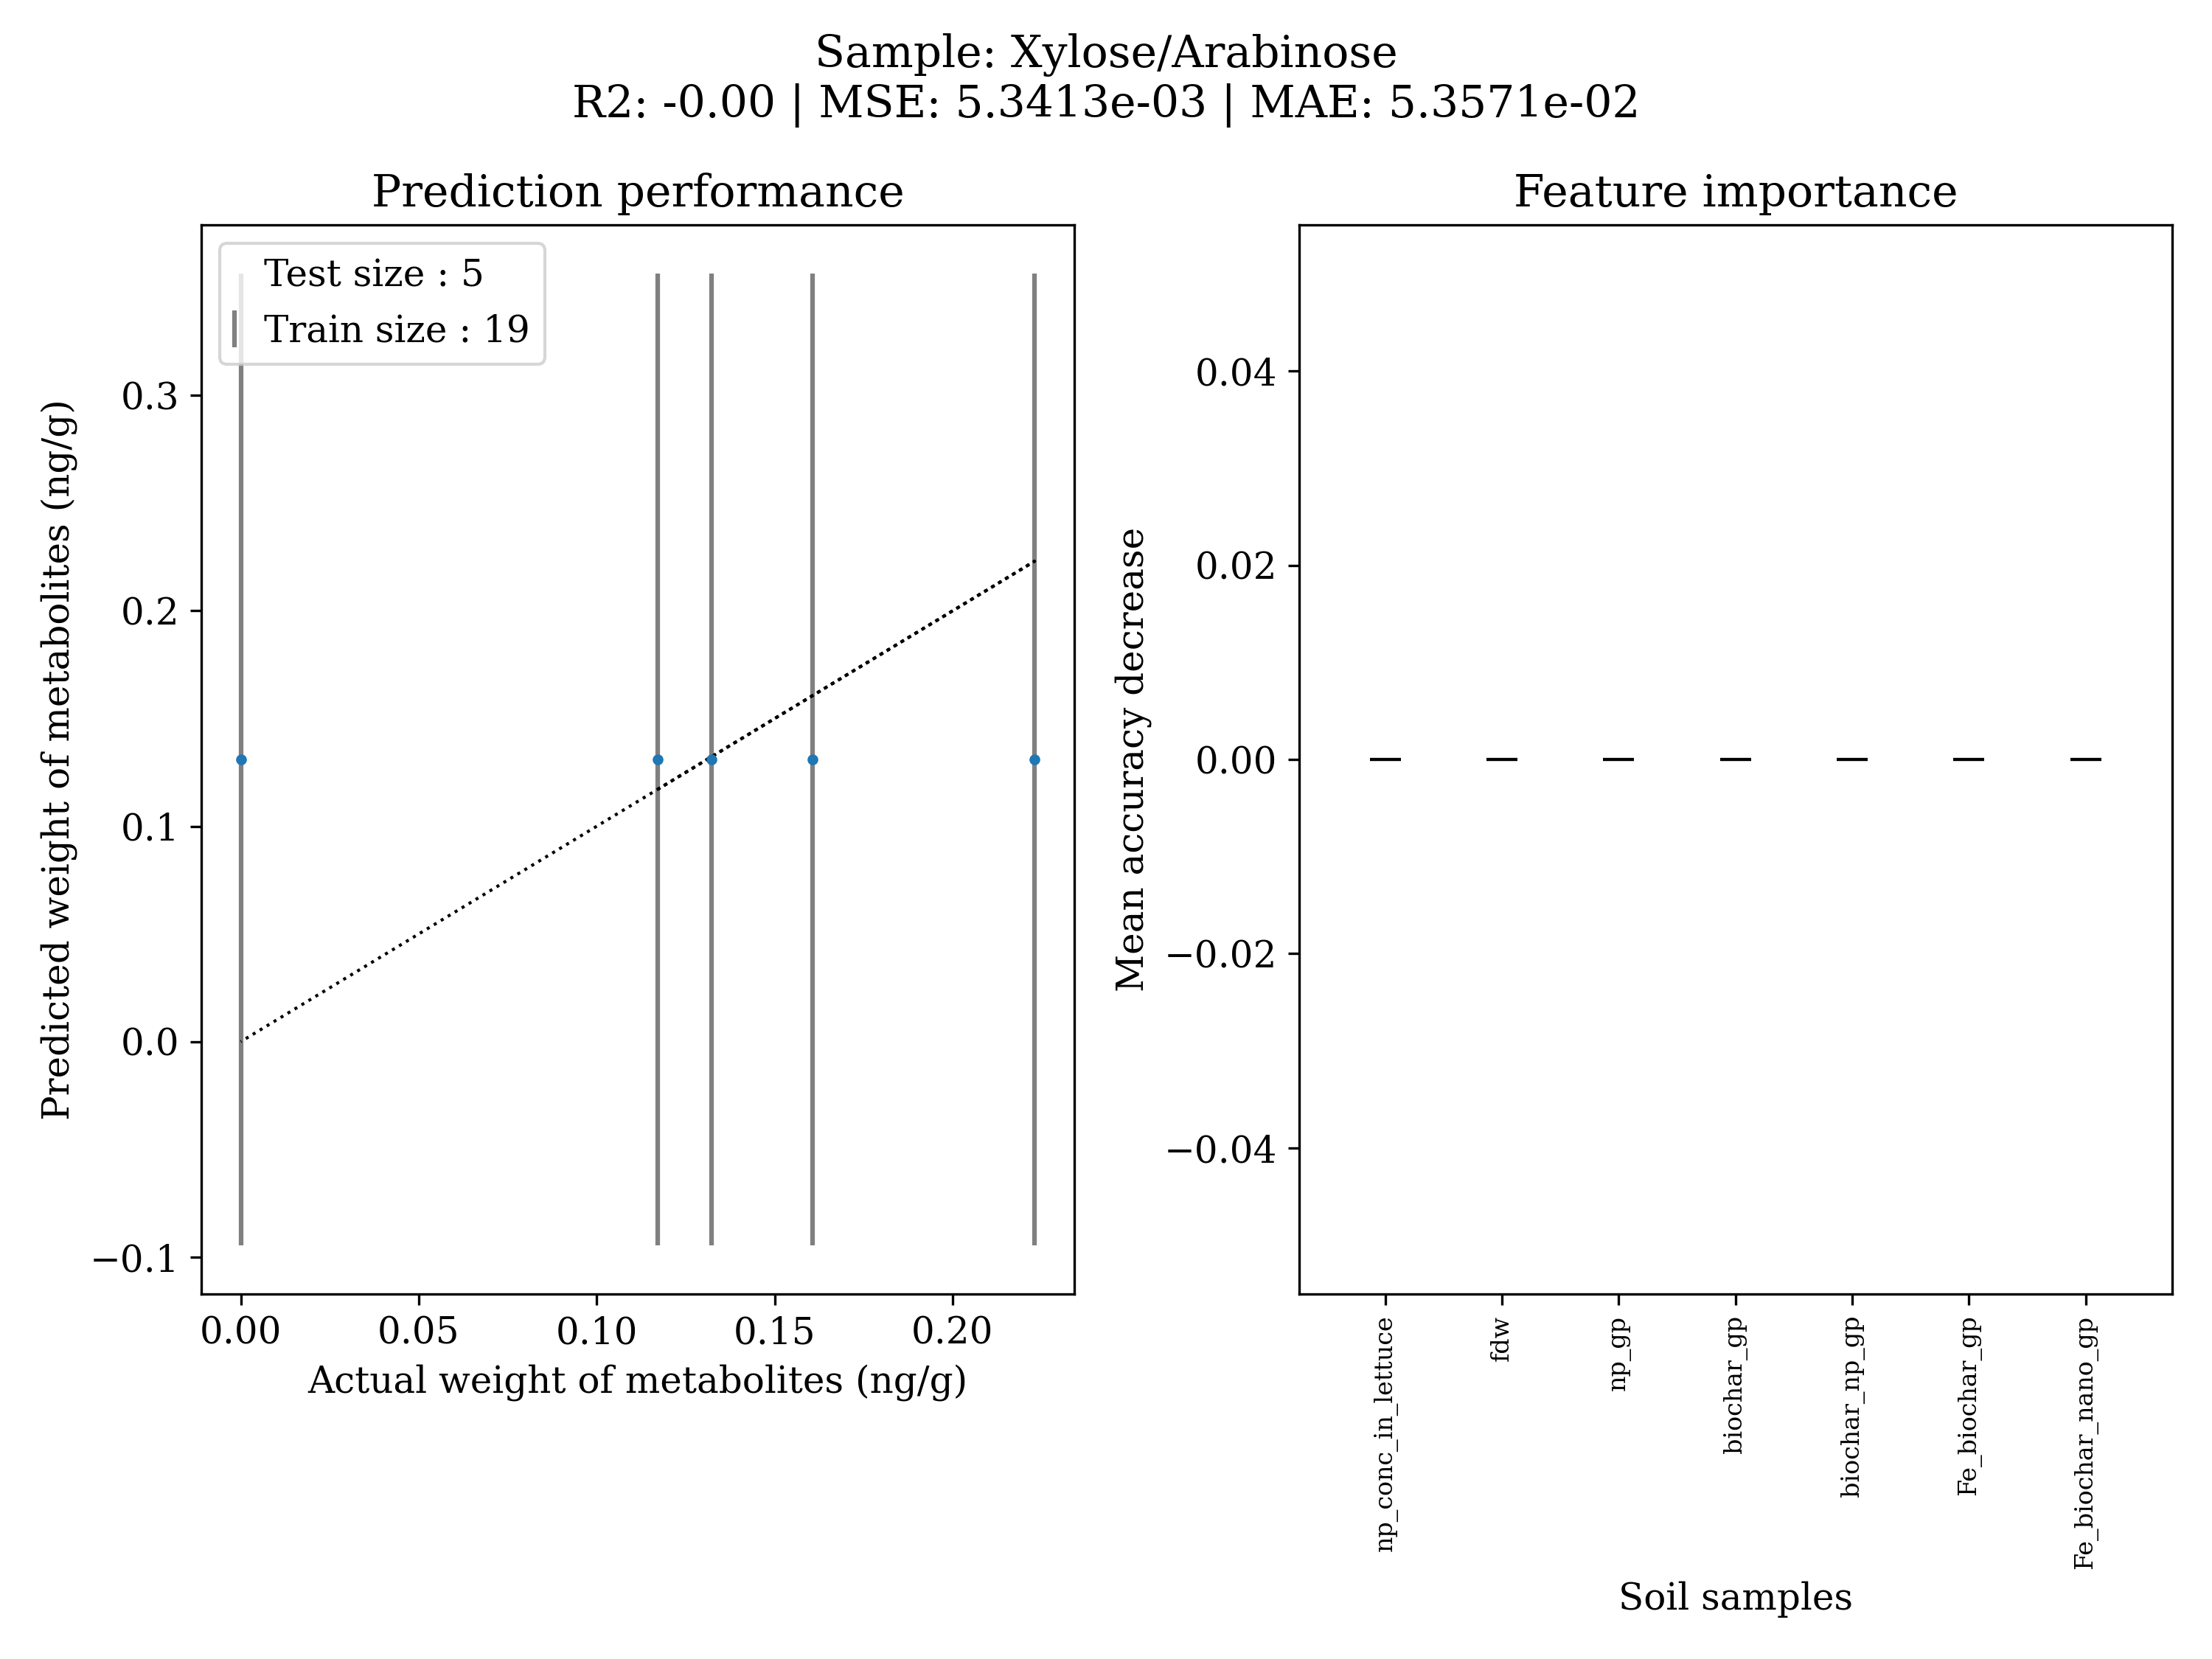 Sample: Xylose/Arabinose
R2: -0.00 | MSE: 5.3413e-03 | MAE: 5.3571e-02
Prediction performance
Test size : 5
Train size : 19
Predicted weight of metabolites (ng/g)
0.3
0.2
0.1
0.0
−0.1
0.00 0.05 0.10 0.15 0.20
Actual weight of metabolites (ng/g)
Feature importance
Mean accuracy decrease
0.04
0.02
0.00
−0.02
−0.04
np_conc_in_lettuce
fdw
np_gp
biochar_gp
biochar_np_gp
Fe_biochar_gp
Fe_biochar_nano_gp
Soil samples